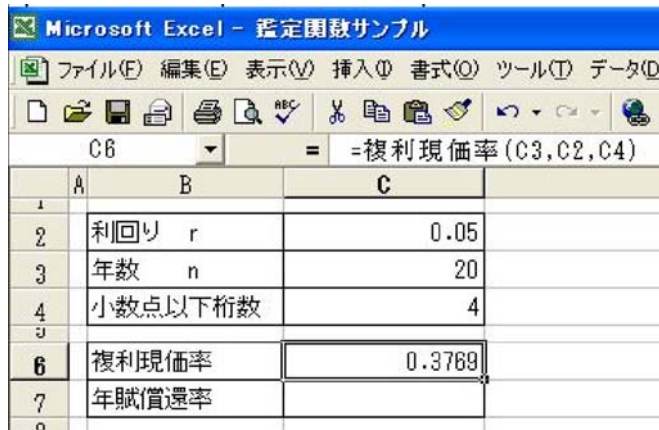 Microsoft Excel - 鑑定関数サンプル
ファイル(F) 編集(E) 表示(V) 挿入(I) 書式(O) ツール(T) データ(D
ABC
C6 = =複利現価率(C3,C2,C4)
A B C
1
2 利回り r 0.05
3 年数 n 20
4 小数点以下桁数 4
5
6 複利現価率 0.3769
7 年賦償還率